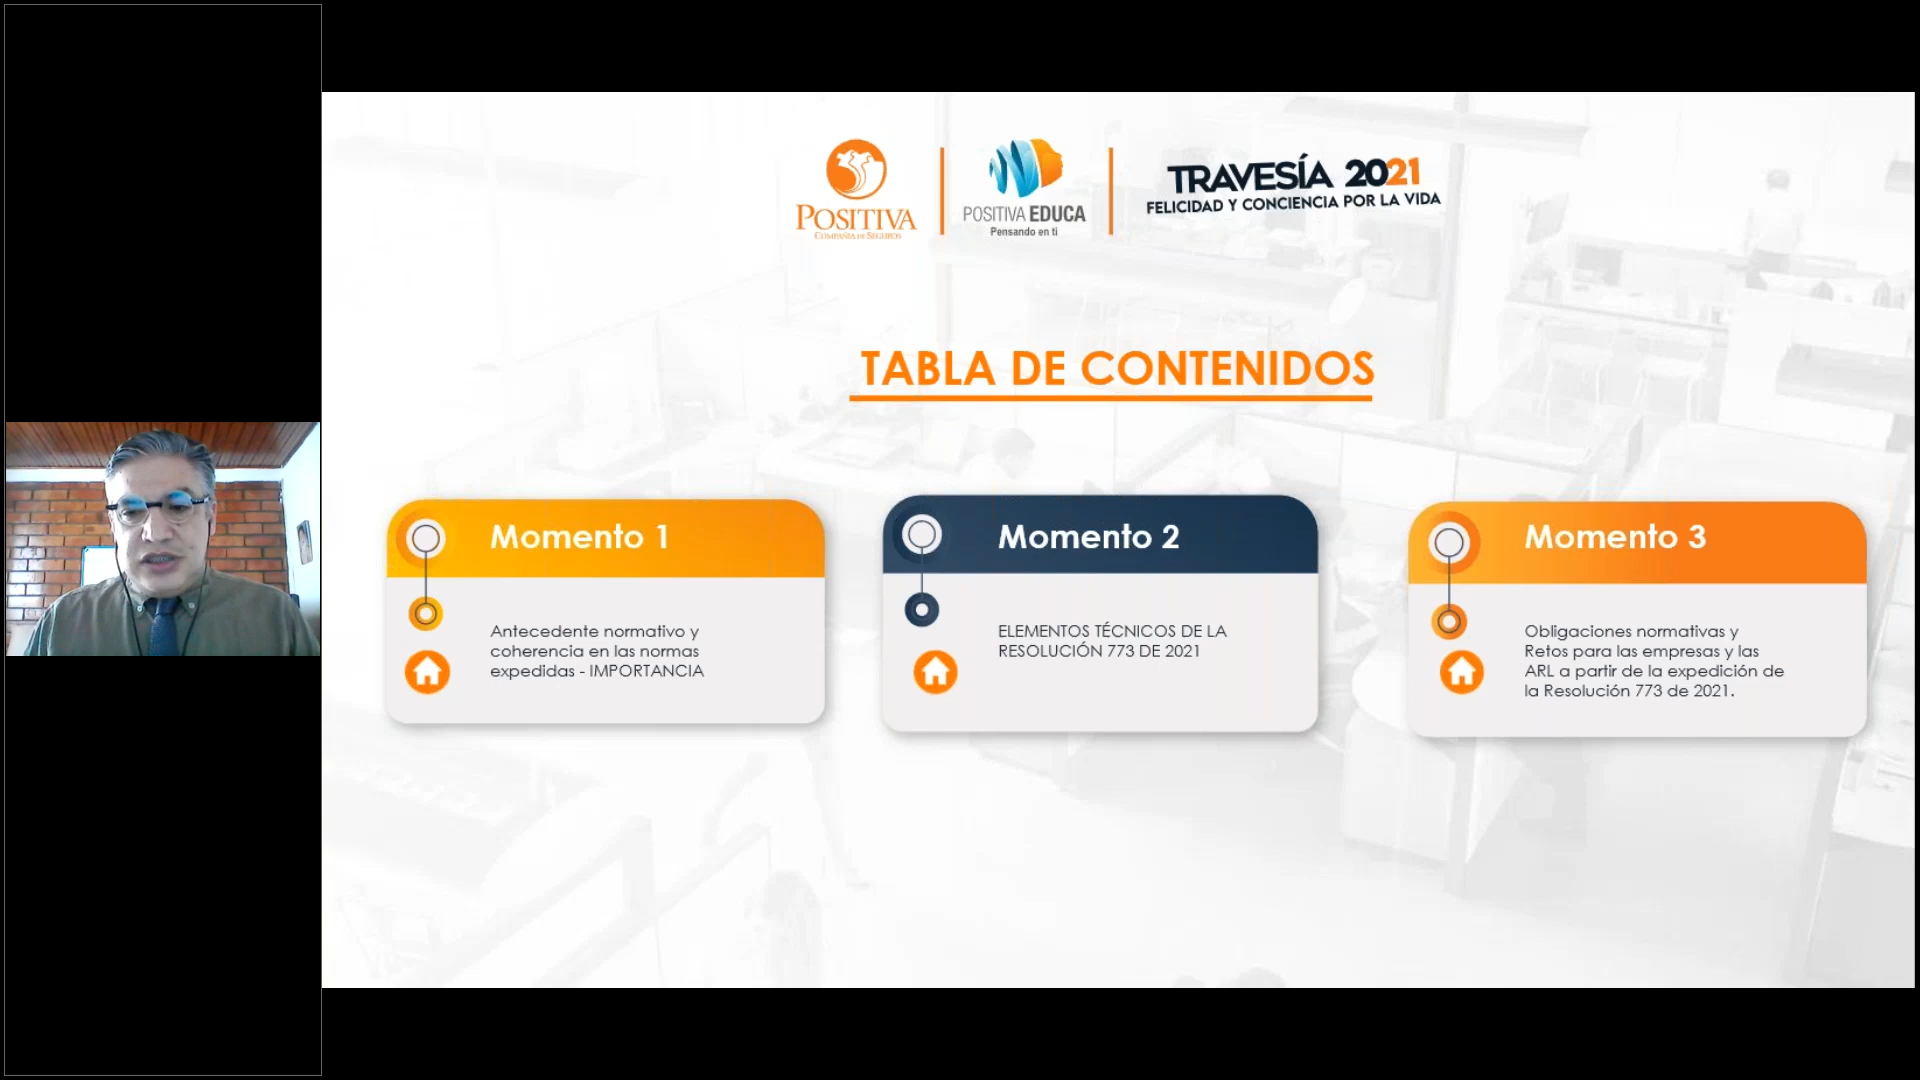 POSITIVA
COMPAÑÍA DE SEGUROS
POSITIVA EDUCA
Pensando en ti
TRAVESÍA 2021
FELICIDAD Y CONCIENCIA POR LA VIDA
TABLA DE CONTENIDOS
Momento 1
Antecedente normativo y
coherencia en las normas
expedidas - IMPORTANCIA
Momento 2
ELEMENTOS TÉCNICOS DE LA
RESOLUCIÓN 773 DE 2021
Momento 3
Obligaciones normativas y
Retos para las empresas y las
ARL a partir de la expedición de
la Resolución 773 de 2021.